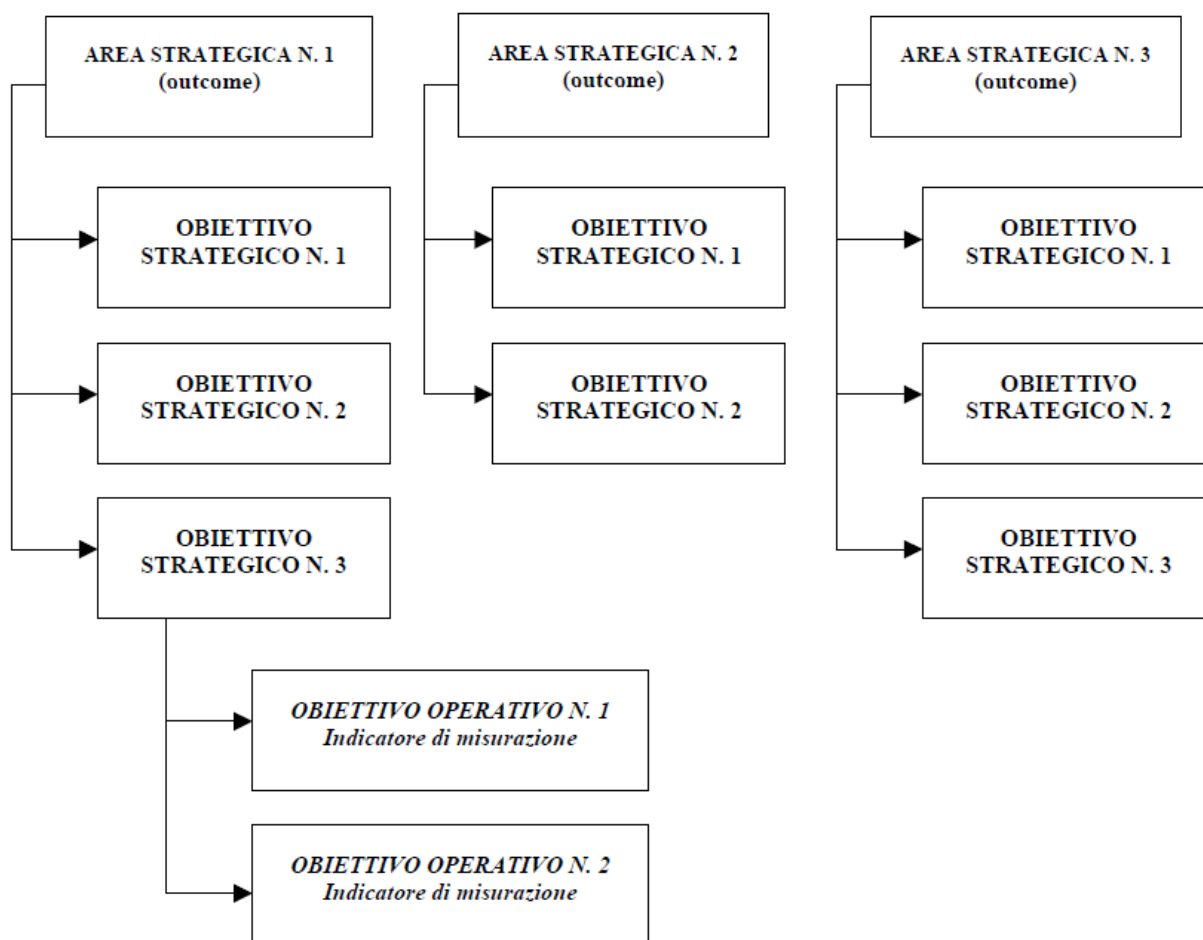 AREA STRATEGICA N. 1
(outcome)
AREA STRATEGICA N. 2
(outcome)
AREA STRATEGICA N. 3
(outcome)
OBIETTIVO
STRATEGICO N. 1
OBIETTIVO
STRATEGICO N. 1
OBIETTIVO
STRATEGICO N. 1
OBIETTIVO
STRATEGICO N. 2
OBIETTIVO
STRATEGICO N. 2
OBIETTIVO
STRATEGICO N. 2
OBIETTIVO
STRATEGICO N. 3
OBIETTIVO
STRATEGICO N. 3
OBIETTIVO OPERATIVO N. 1
Indicatore di misurazione
OBIETTIVO OPERATIVO N. 2
Indicatore di misurazione